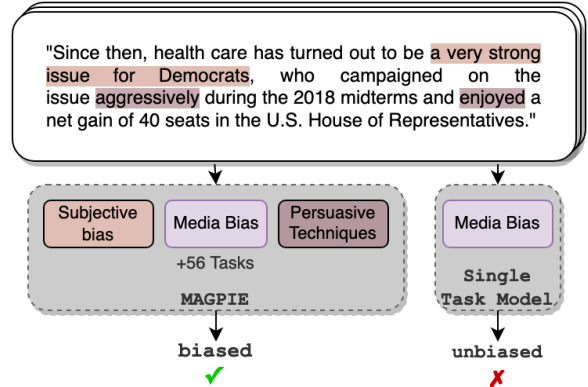 "Since then, health care has turned out to be a very strong
issue for Democrats, who campaigned on the
issue aggressively during the 2018 midterms and enjoyed a
net gain of 40 seats in the U.S. House of Representatives."
Subjective
bias
Media Bias
Persuasive
Techniques
+56 Tasks
MAGPIE
Media Bias
Single
Task Model
biased
unbiased
✓
✗